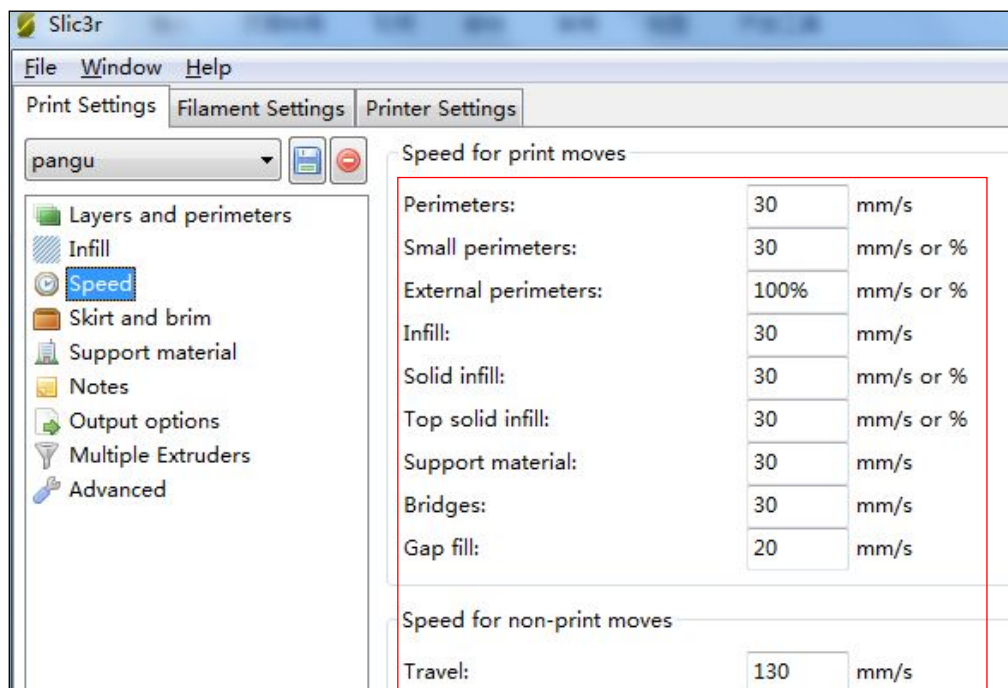 Slic3r
File Window Help
Print Settings Filament Settings Printer Settings
pangu
Layers and perimeters
Infill
Speed
Skirt and brim
Support material
Notes
Output options
Multiple Extruders
Advanced
Speed for print moves
Perimeters: 30 mm/s
Small perimeters: 30 mm/s or %
External perimeters: 100% mm/s or %
Infill: 30 mm/s
Solid infill: 30 mm/s or %
Top solid infill: 30 mm/s or %
Support material: 30 mm/s
Bridges: 30 mm/s
Gap fill: 20 mm/s
Speed for non-print moves
Travel: 130 mm/s